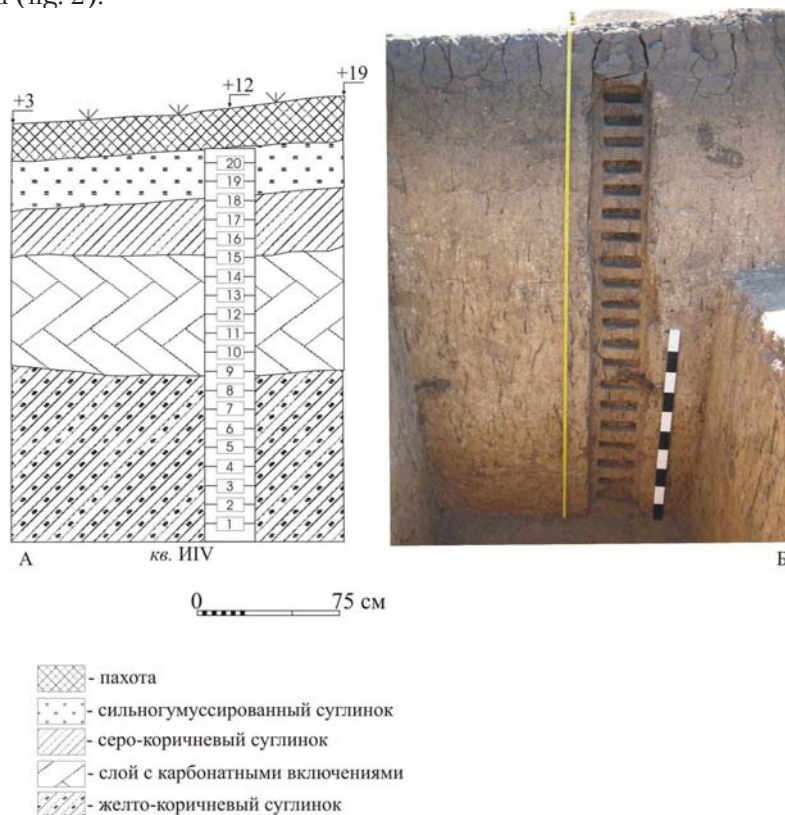 (fig. 2).
+3
+12
+19
20
19
18
17
16
15
14
13
12
11
10
9
8
7
6
5
4
3
2
1
А
кв. ИIV
Б
0 75 см
- пахота
- сильногумуссированный суглинок
- серо-коричневый суглинок
- слой с карбонатными включениями
- желто-коричневый суглинок